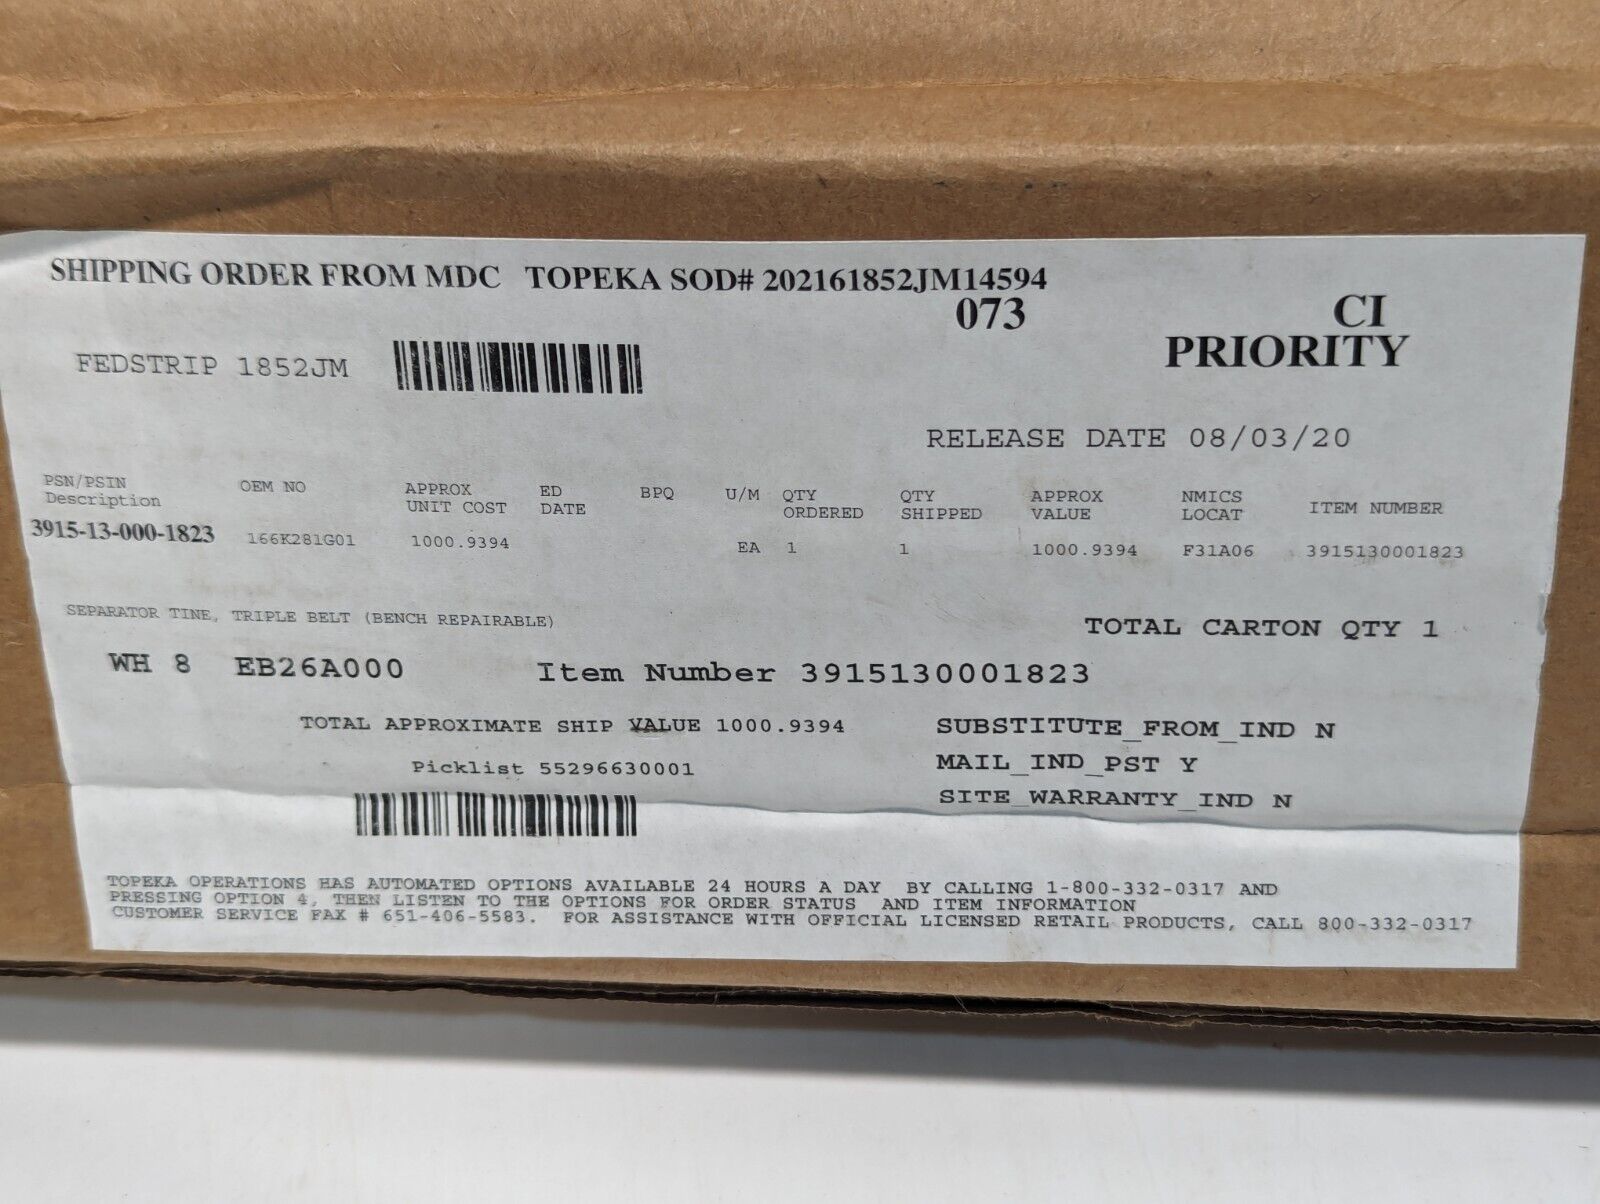 SHIPPING ORDER FROM MDC TOPEKA SOD# 202161852JM14594
073 CI
PRIORITY
FEDSTRIP 1852JM
RELEASE DATE 08/03/20
PSN/PSIN Description OEM NO APPROX UNIT COST ED DATE BPQ U/M QTY ORDERED QTY SHIPPED APPROX VALUE NMICS LOCAT ITEM NUMBER
3915-13-000-1823 166K281G01 1000.9394 EA 1 1 1000.9394 F31A06 3915130001823
SEPARATOR TINE, TRIPLE BELT (BENCH REPAIRABLE)
TOTAL CARTON QTY 1
WH 8 EB26A000 Item Number 3915130001823
TOTAL APPROXIMATE SHIP VALUE 1000.9394 SUBSTITUTE_FROM_IND N
Picklist 55296630001 MAIL_IND_PST Y
SITE_WARRANTY_IND N
TOPEKA OPERATIONS HAS AUTOMATED OPTIONS AVAILABLE 24 HOURS A DAY BY CALLING 1-800-332-0317 AND
PRESSING OPTION 4, THEN LISTEN TO THE OPTIONS FOR ORDER STATUS AND ITEM INFORMATION
CUSTOMER SERVICE FAX # 651-406-5583. FOR ASSISTANCE WITH OFFICIAL LICENSED RETAIL PRODUCTS, CALL 800-332-0317